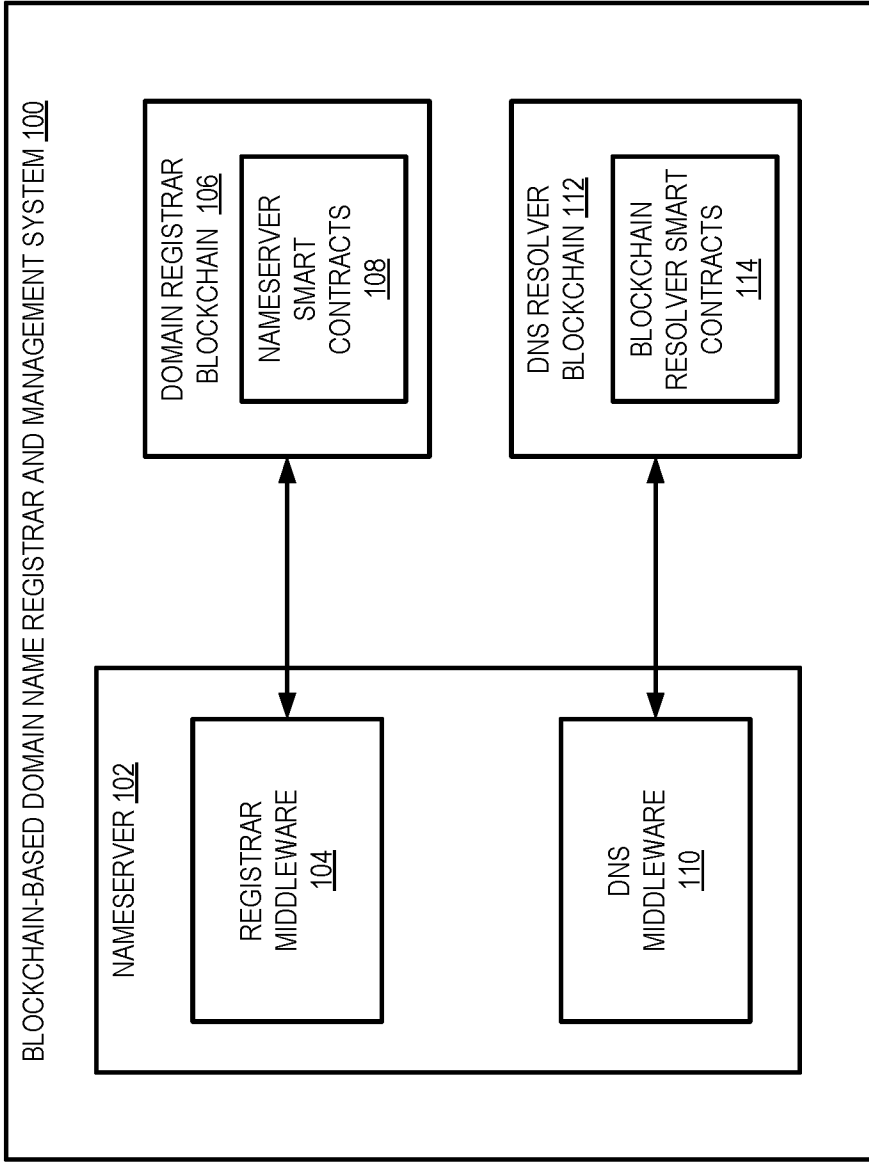 BLOCKCHAIN-BASED DOMAIN NAME REGISTRAR AND MANAGEMENT SYSTEM 100
NAMESERVER 102
REGISTRAR
MIDDLEWARE
104
DNS
MIDDLEWARE
110
DOMAIN REGISTRAR
BLOCKCHAIN 106
NAMESERVER
SMART
CONTRACTS
108
DNS RESOLVER
BLOCKCHAIN 112
BLOCKCHAIN
RESOLVER SMART
CONTRACTS
114